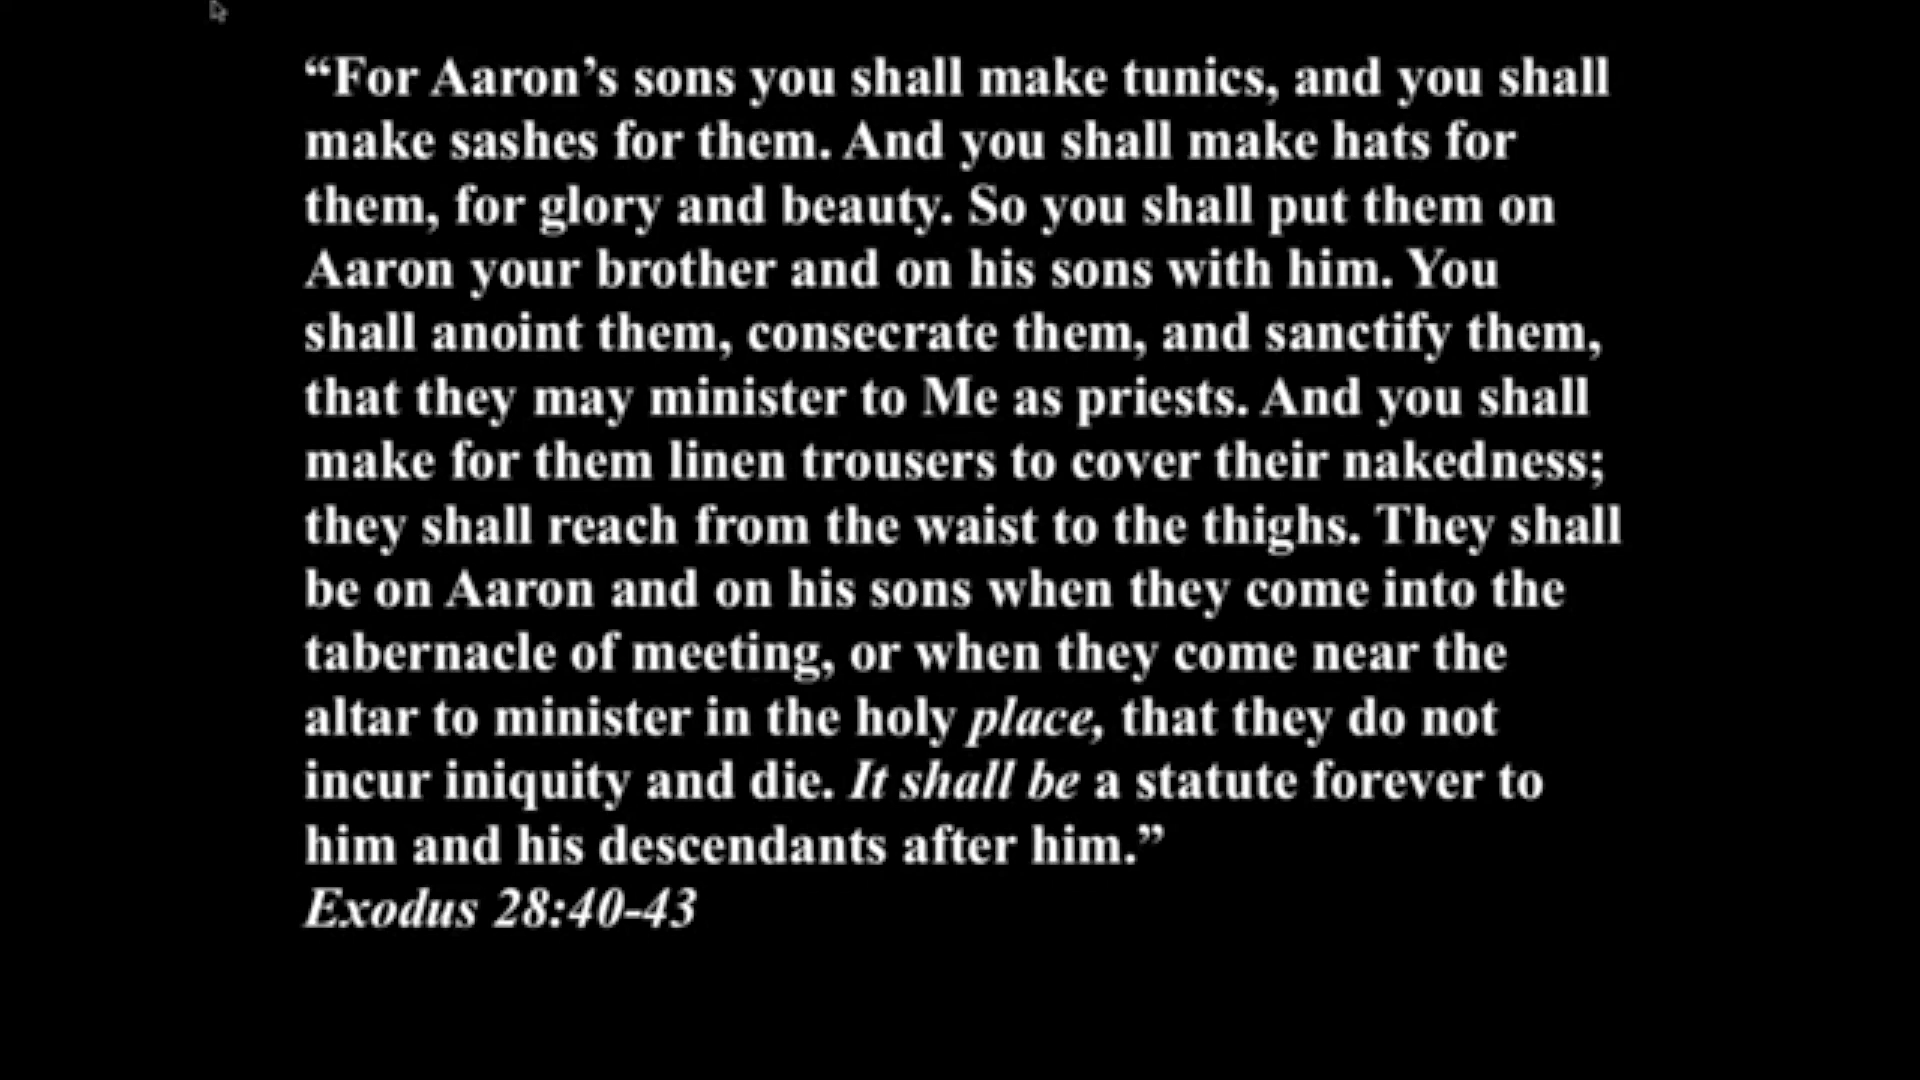 “For Aaron’s sons you shall make tunics, and you shall
make sashes for them. And you shall make hats for
them, for glory and beauty. So you shall put them on
Aaron your brother and on his sons with him. You
shall anoint them, consecrate them, and sanctify them,
that they may minister to Me as priests. And you shall
make for them linen trousers to cover their nakedness;
they shall reach from the waist to the thighs. They shall
be on Aaron and on his sons when they come into the
tabernacle of meeting, or when they come near the
altar to minister in the holy place, that they do not
incur iniquity and die. It shall be a statute forever to
him and his descendants after him.”
Exodus 28:40-43